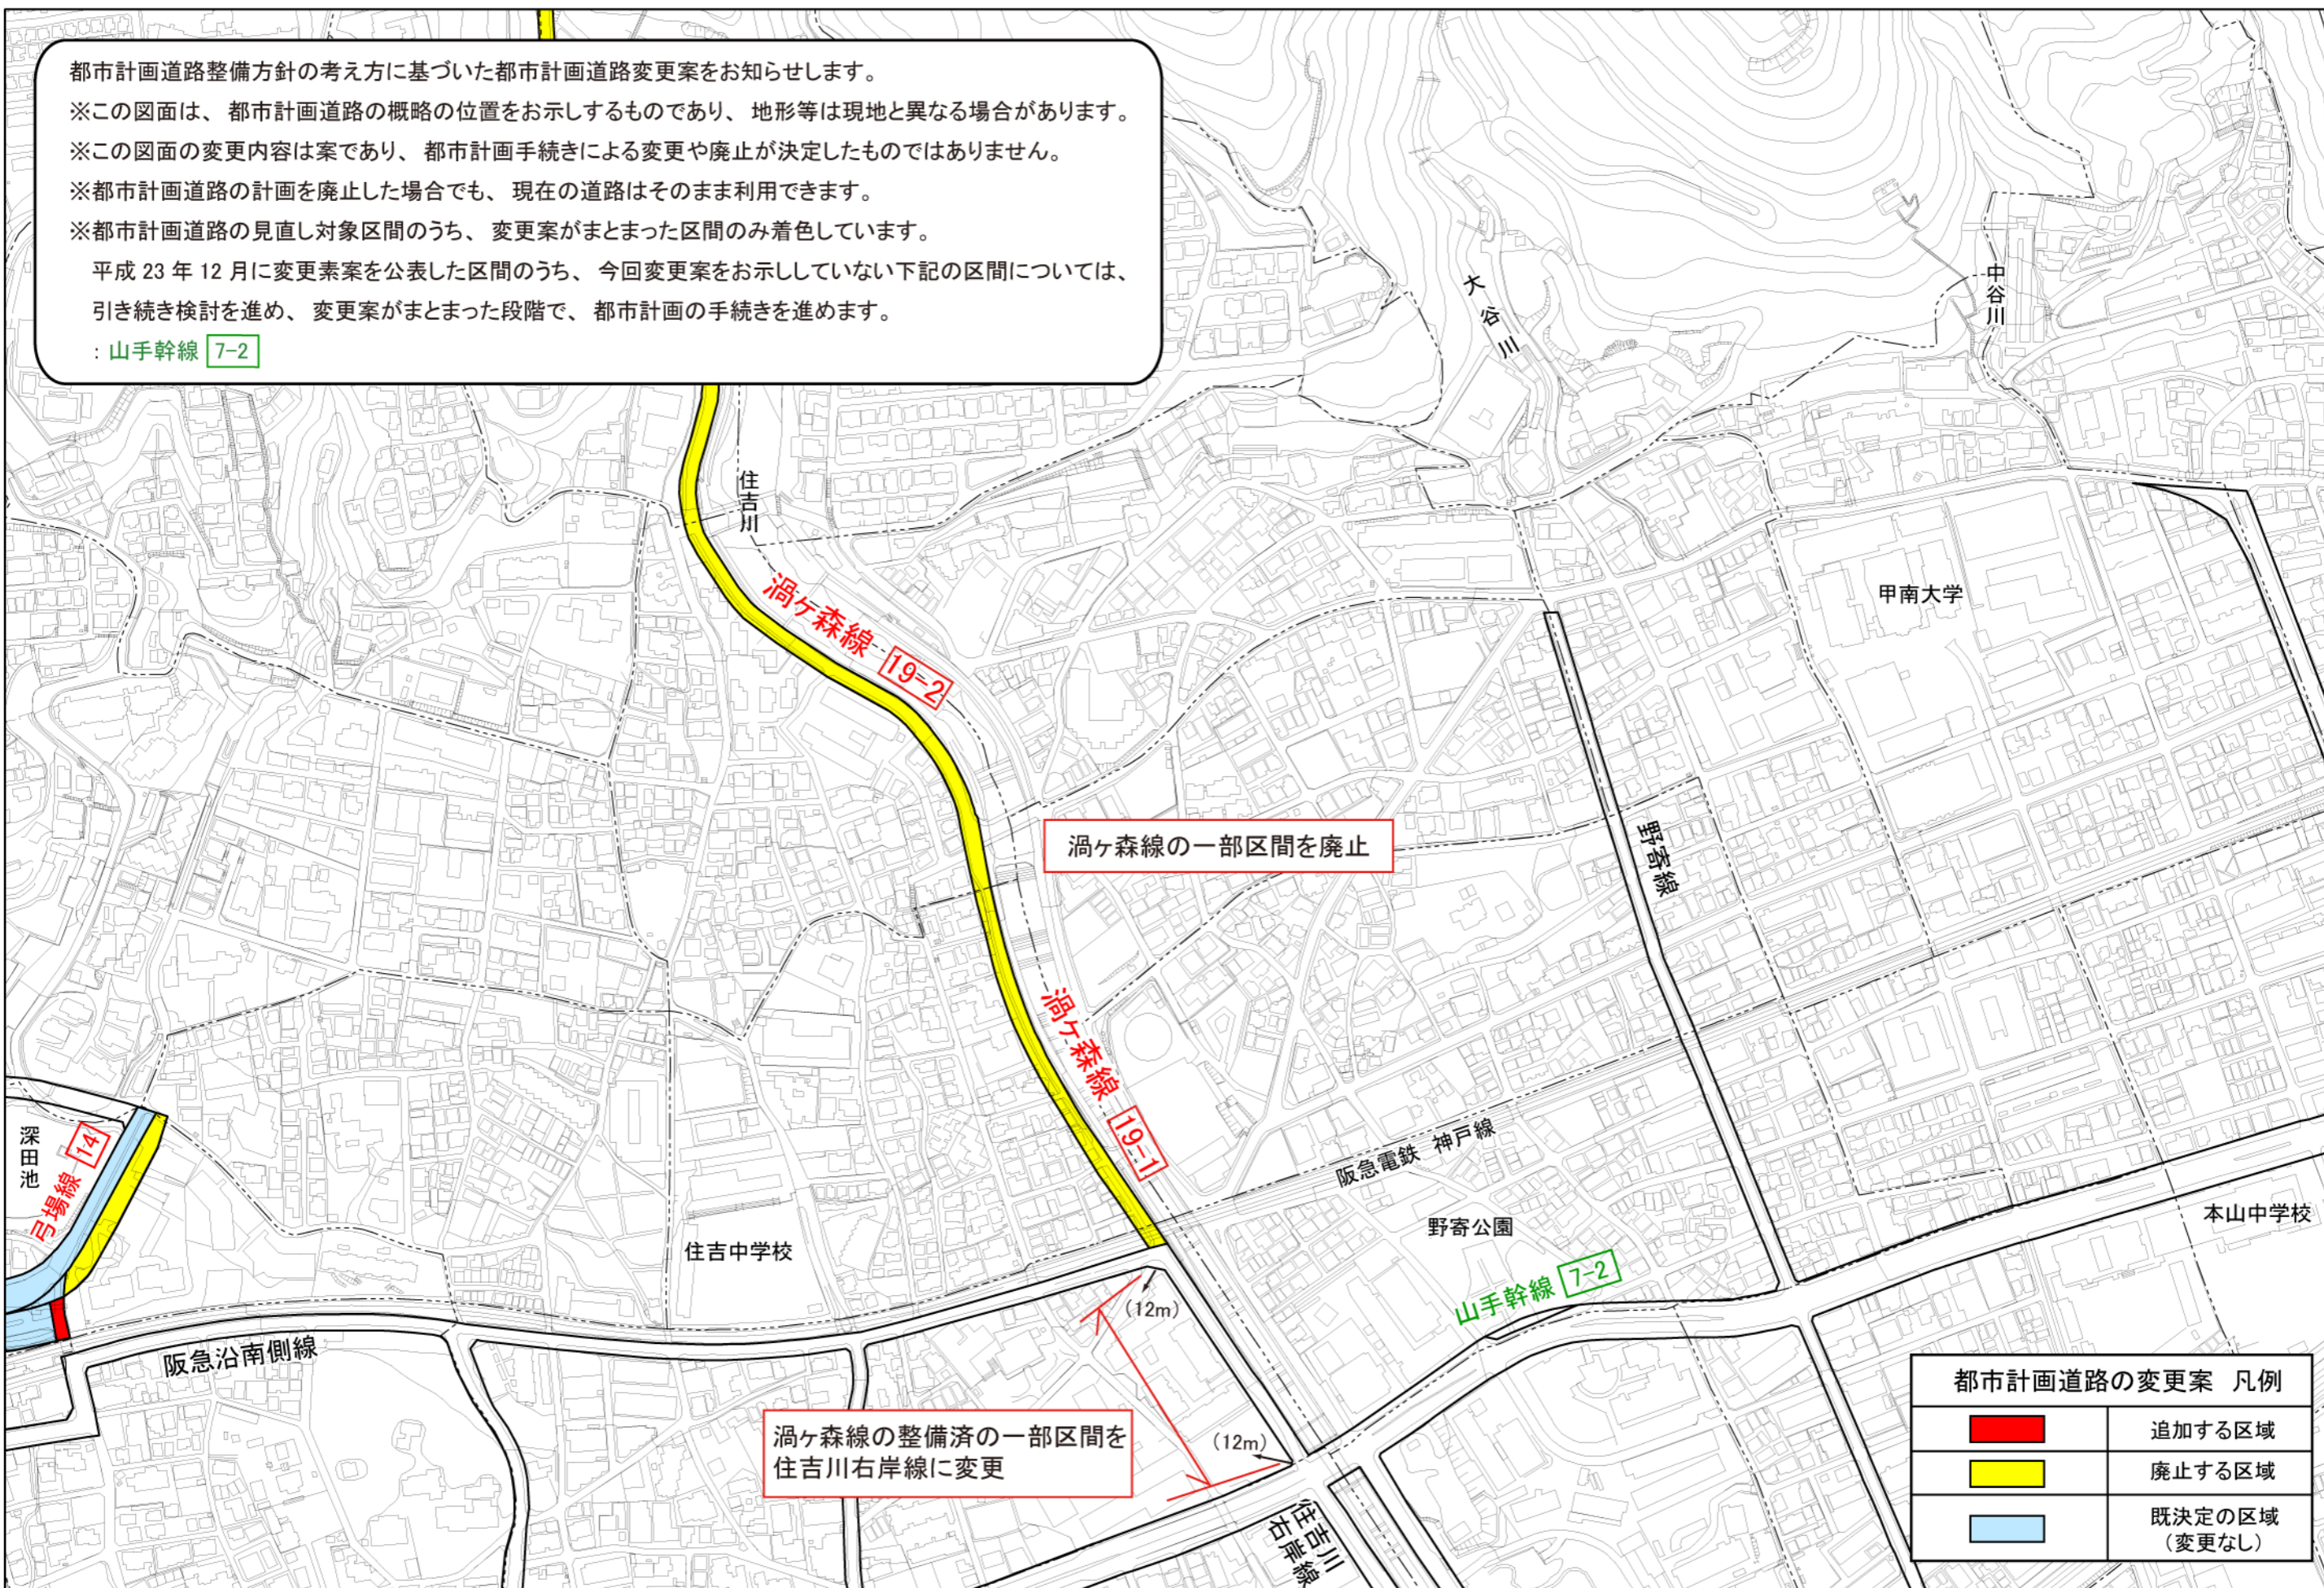 都市計画道路整備方針の考え方に基づいた都市計画道路変更案をお知らせします。
※この図面は、都市計画道路の概略の位置をお示しするものであり、地形等は現地と異なる場合があります。
※この図面の変更内容は案であり、都市計画手続きによる変更や廃止が決定したものではありません。
※都市計画道路の計画を廃止した場合でも、現在の道路はそのまま利用できます。
※都市計画道路の見直し対象区間のうち、変更案がまとまった区間のみ着色しています。
平成 23 年 12 月に変更素案を公表した区間のうち、今回変更案をお示ししていない下記の区間については、
引き続き検討を進め、変更案がまとまった段階で、都市計画の手続きを進めます。
：山手幹線 7-2
大谷川
中谷川
住吉川
渦ヶ森線 19-2
甲南大学
渦ヶ森線の一部区間を廃止
野寄線
渦ヶ森線 19-1
深田池
弓場線 14
阪急電鉄 神戸線
野寄公園
本山中学校
住吉中学校
山手幹線 7-2
(12m)
阪急沿南側線
渦ヶ森線の整備済の一部区間を
住吉川右岸線に変更
(12m)
住吉川
右岸線
都市計画道路の変更案 凡例
追加する区域
廃止する区域
既決定の区域
（変更なし）